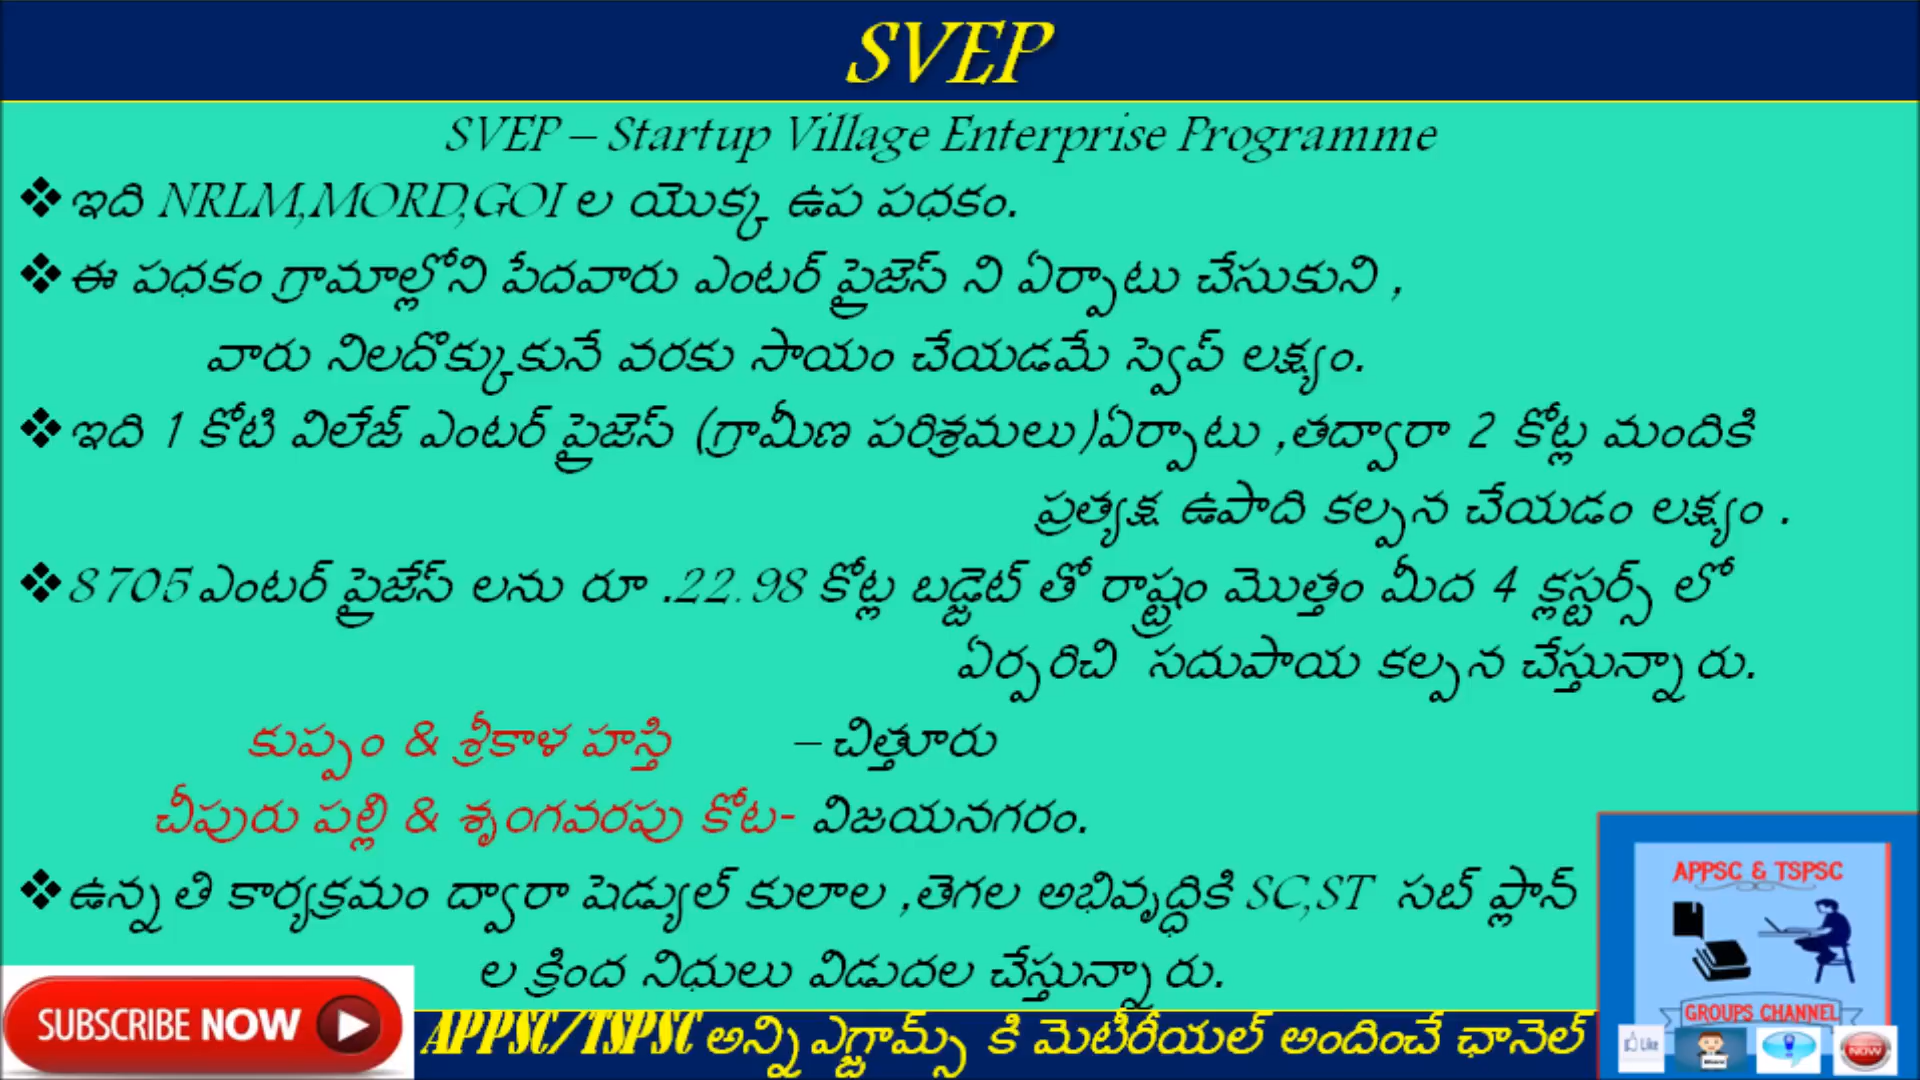 SVEP
SVEP – Startup Village Enterprise Programme
❖ఇది NRLM,MORD,GOI ల యొక్క ఉప పధకం.
❖ఈ పధకం గ్రామాల్లోని పేదవారు ఎంటర్ ప్రైజెస్ ని ఏర్పాటు చేసుకుని ,
వారు నిలదొక్కుకునే వరకు సాయం చేయడమే స్వెప్ లక్ష్యం.
❖ఇది 1 కోటి విలేజ్ ఎంటర్ ప్రైజెస్ (గ్రామీణ పరిశ్రమలు)ఏర్పాటు ,తద్వారా 2 కోట్ల మందికి
ప్రత్యక్ష ఉపాది కల్పన చేయడం లక్ష్యం .
❖8705 ఎంటర్ ప్రైజేస్ లను రూ .22.98 కోట్ల బడ్జెట్ తో రాష్ట్రం మొత్తం మీద 4 క్లస్టర్స్ లో
ఏర్పరిచి సదుపాయ కల్పన చేస్తున్నారు.
కుప్పం & శ్రీకాళ హస్తి – చిత్తూరు
చీపురు పల్లి & శృంగవరపు కోట- విజయనగరం.
❖ఉన్నతి కార్యక్రమం ద్వారా షెడ్యుల్ కులాల ,తెగల అభివృద్ధికి SC,ST సబ్ ప్లాన్
ల క్రింద నిధులు విడుదల చేస్తున్నారు.
SUBSCRIBE NOW
APPSC/TSPSC అన్ని ఎగ్జామ్స్ కి మెటీరీయల్ అందించే ఛానెల్
APPSC & TSPSC
GROUPS CHANNEL
Like
NOW